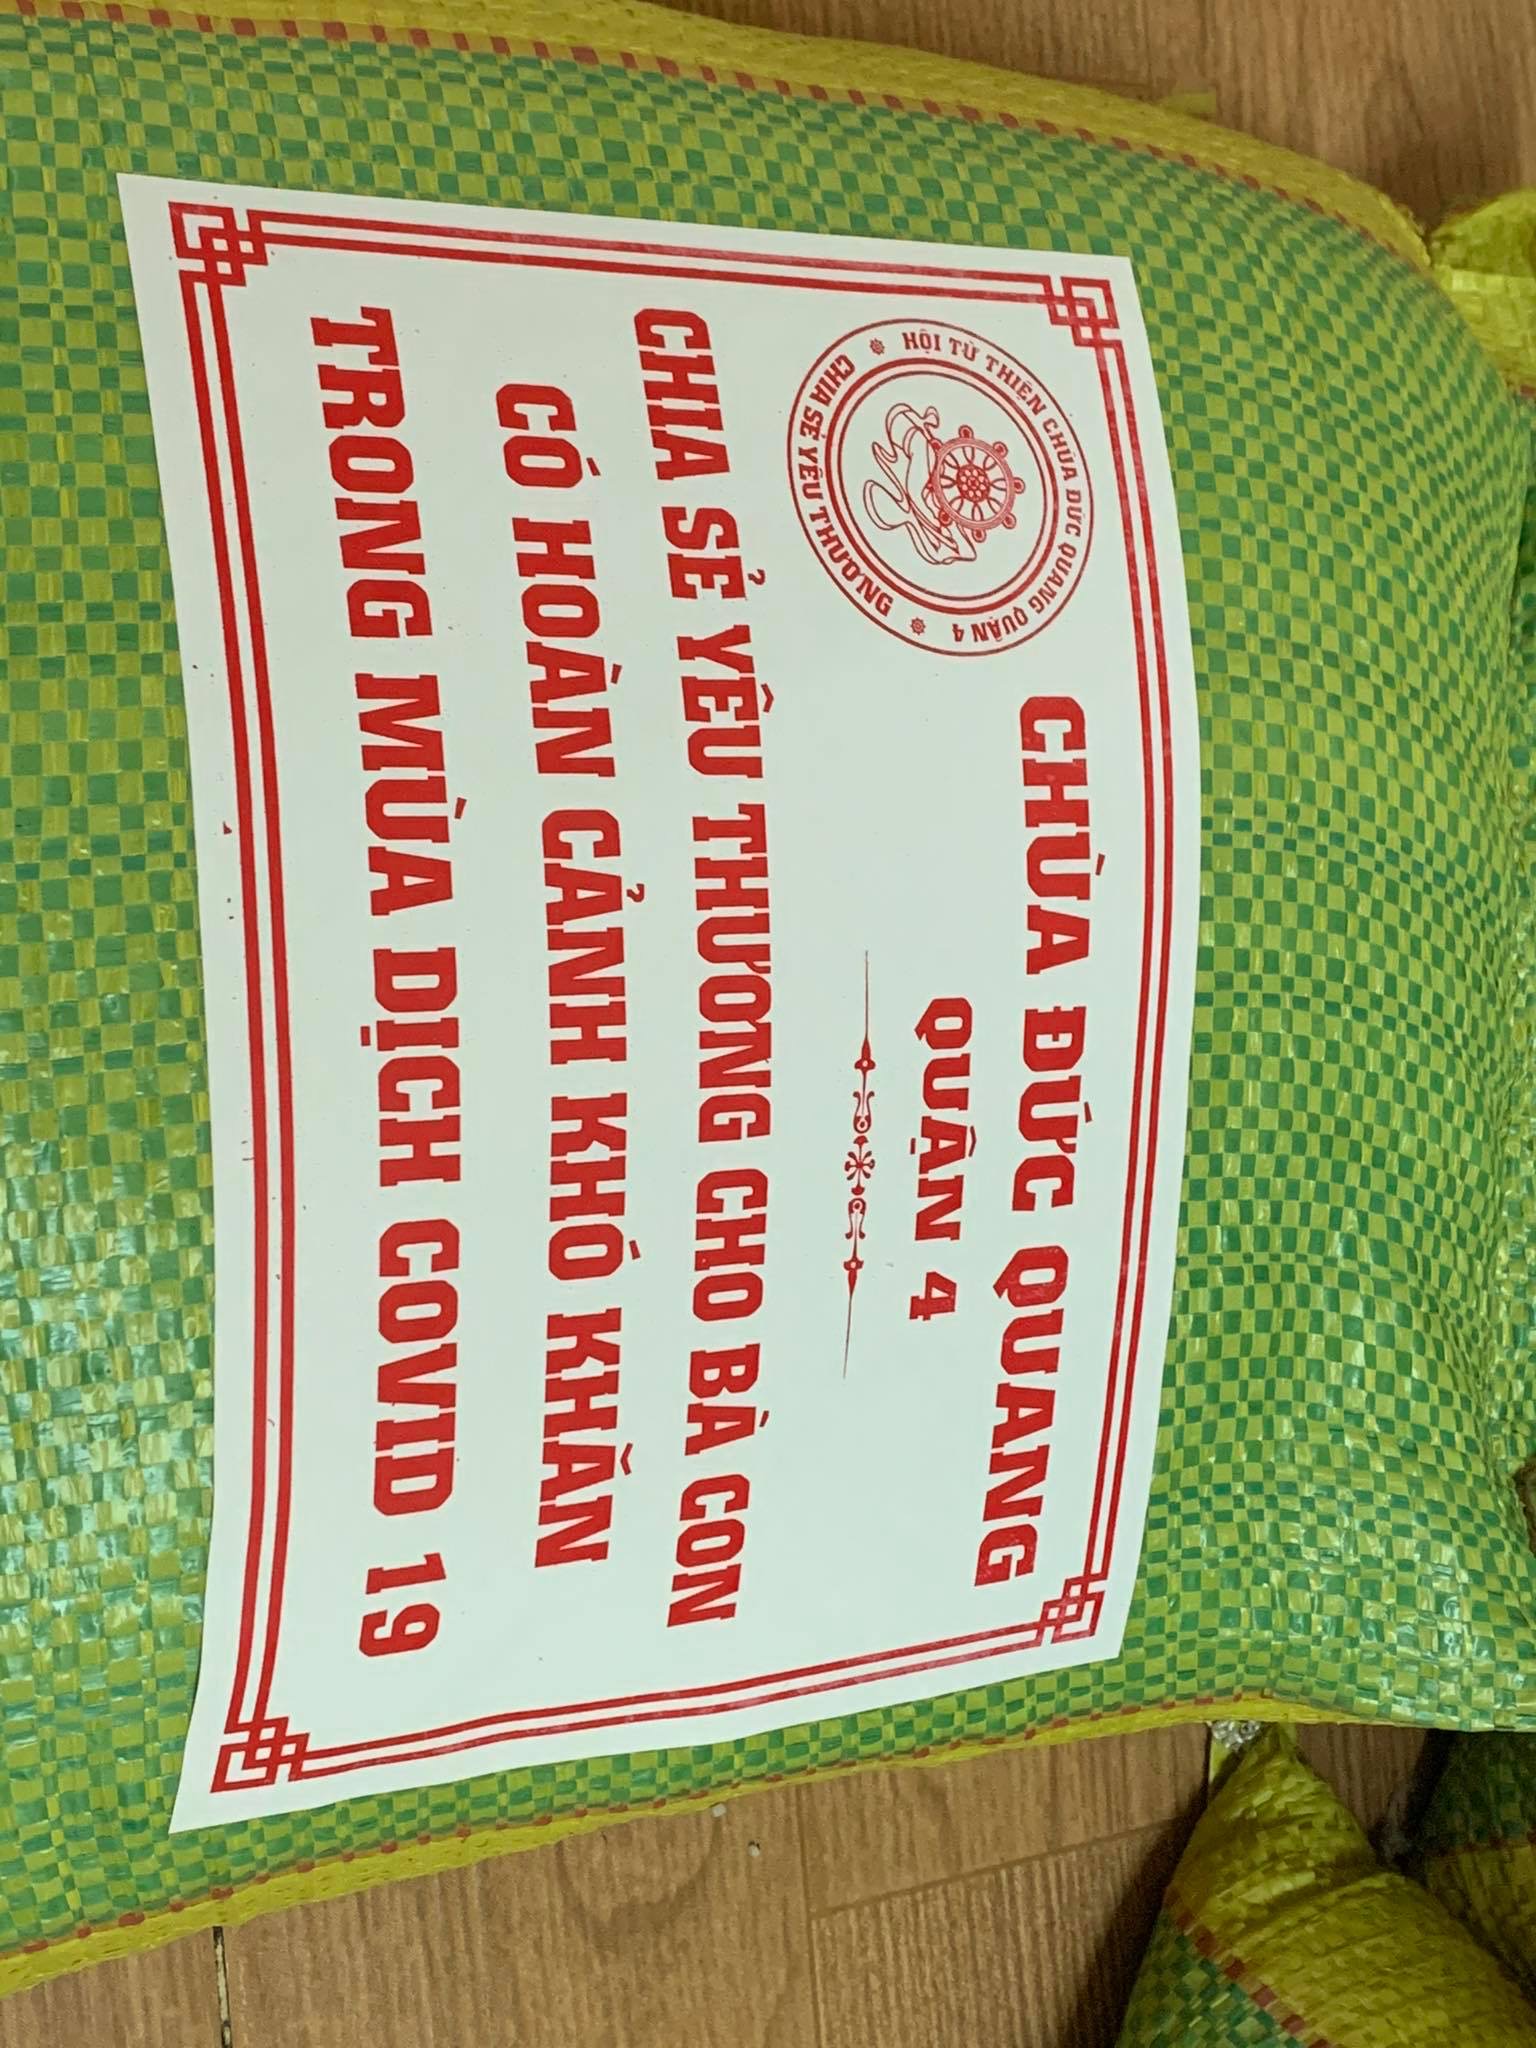 HỘI TỪ THIỆN CHÙA ĐỨC QUANG QUẬN 4
CHIA SẺ YÊU THƯƠNG
CHÙA ĐỨC QUANG
QUẬN 4
CHIA SẺ YÊU THƯƠNG CHO BÀ CON
CÓ HOÀN CẢNH KHÓ KHĂN
TRONG MÙA DỊCH COVID 19